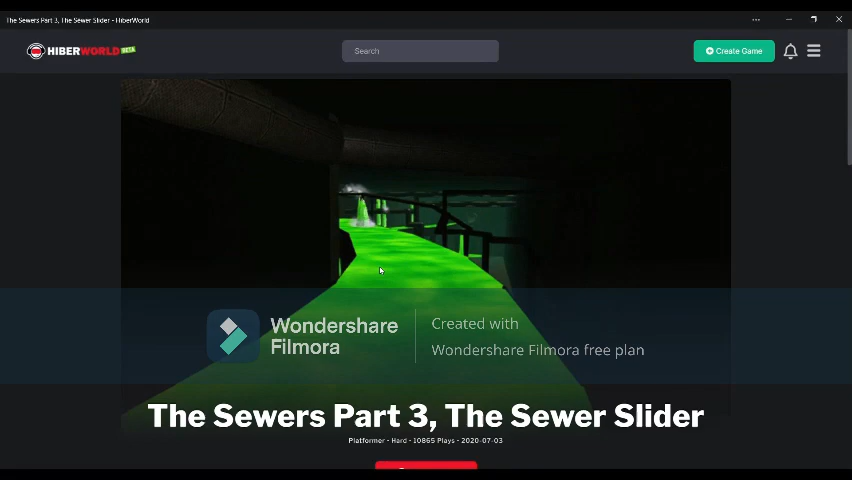 The Sewers Part 3, The Sewer Slider - HiberWorld
HIBERWORLD BETA
Search
Create Game
Wondershare
Filmora
Created with
Wondershare Filmora free plan
The Sewers Part 3, The Sewer Slider
Platformer - Hard - 10865 Plays - 2020-07-03